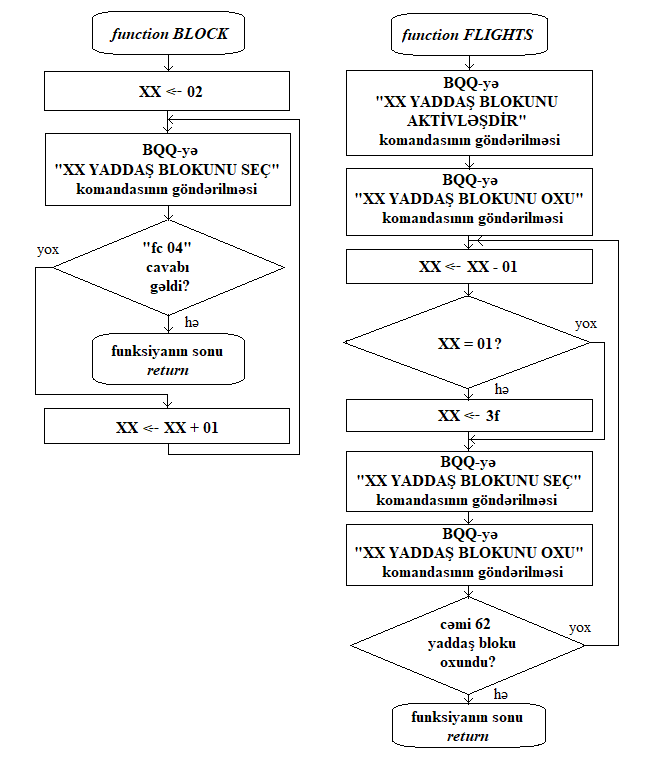 function BLOCK
XX <- 02
BQQ-yə
"XX YADDAŞ BLOKUNU SEÇ"
komandasının göndərilməsi
"fc 04"
cavabı
gəldi?
yox
hə
funksiyanın sonu
return
XX <- XX + 01
function FLIGHTS
BQQ-yə
"XX YADDAŞ BLOKUNU
AKTİVLƏŞDİR"
komandasının göndərilməsi
BQQ-yə
"XX YADDAŞ BLOKUNU OXU"
komandasının göndərilməsi
XX <- XX - 01
XX = 01?
yox
hə
XX <- 3f
BQQ-yə
"XX YADDAŞ BLOKUNU SEÇ"
komandasının göndərilməsi
BQQ-yə
"XX YADDAŞ BLOKUNU OXU"
komandasının göndərilməsi
cəmi 62
yaddaş bloku
oxundu?
yox
hə
funksiyanın sonu
return